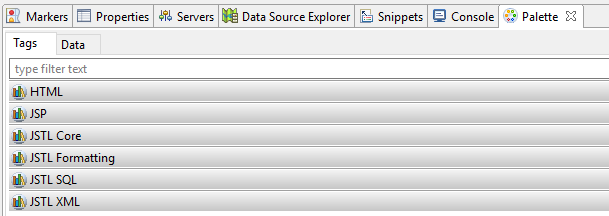 Markers Properties Servers Data Source Explorer Snippets Console Palette
Tags Data
type filter text
HTML
JSP
JSTL Core
JSTL Formatting
JSTL SQL
JSTL XML